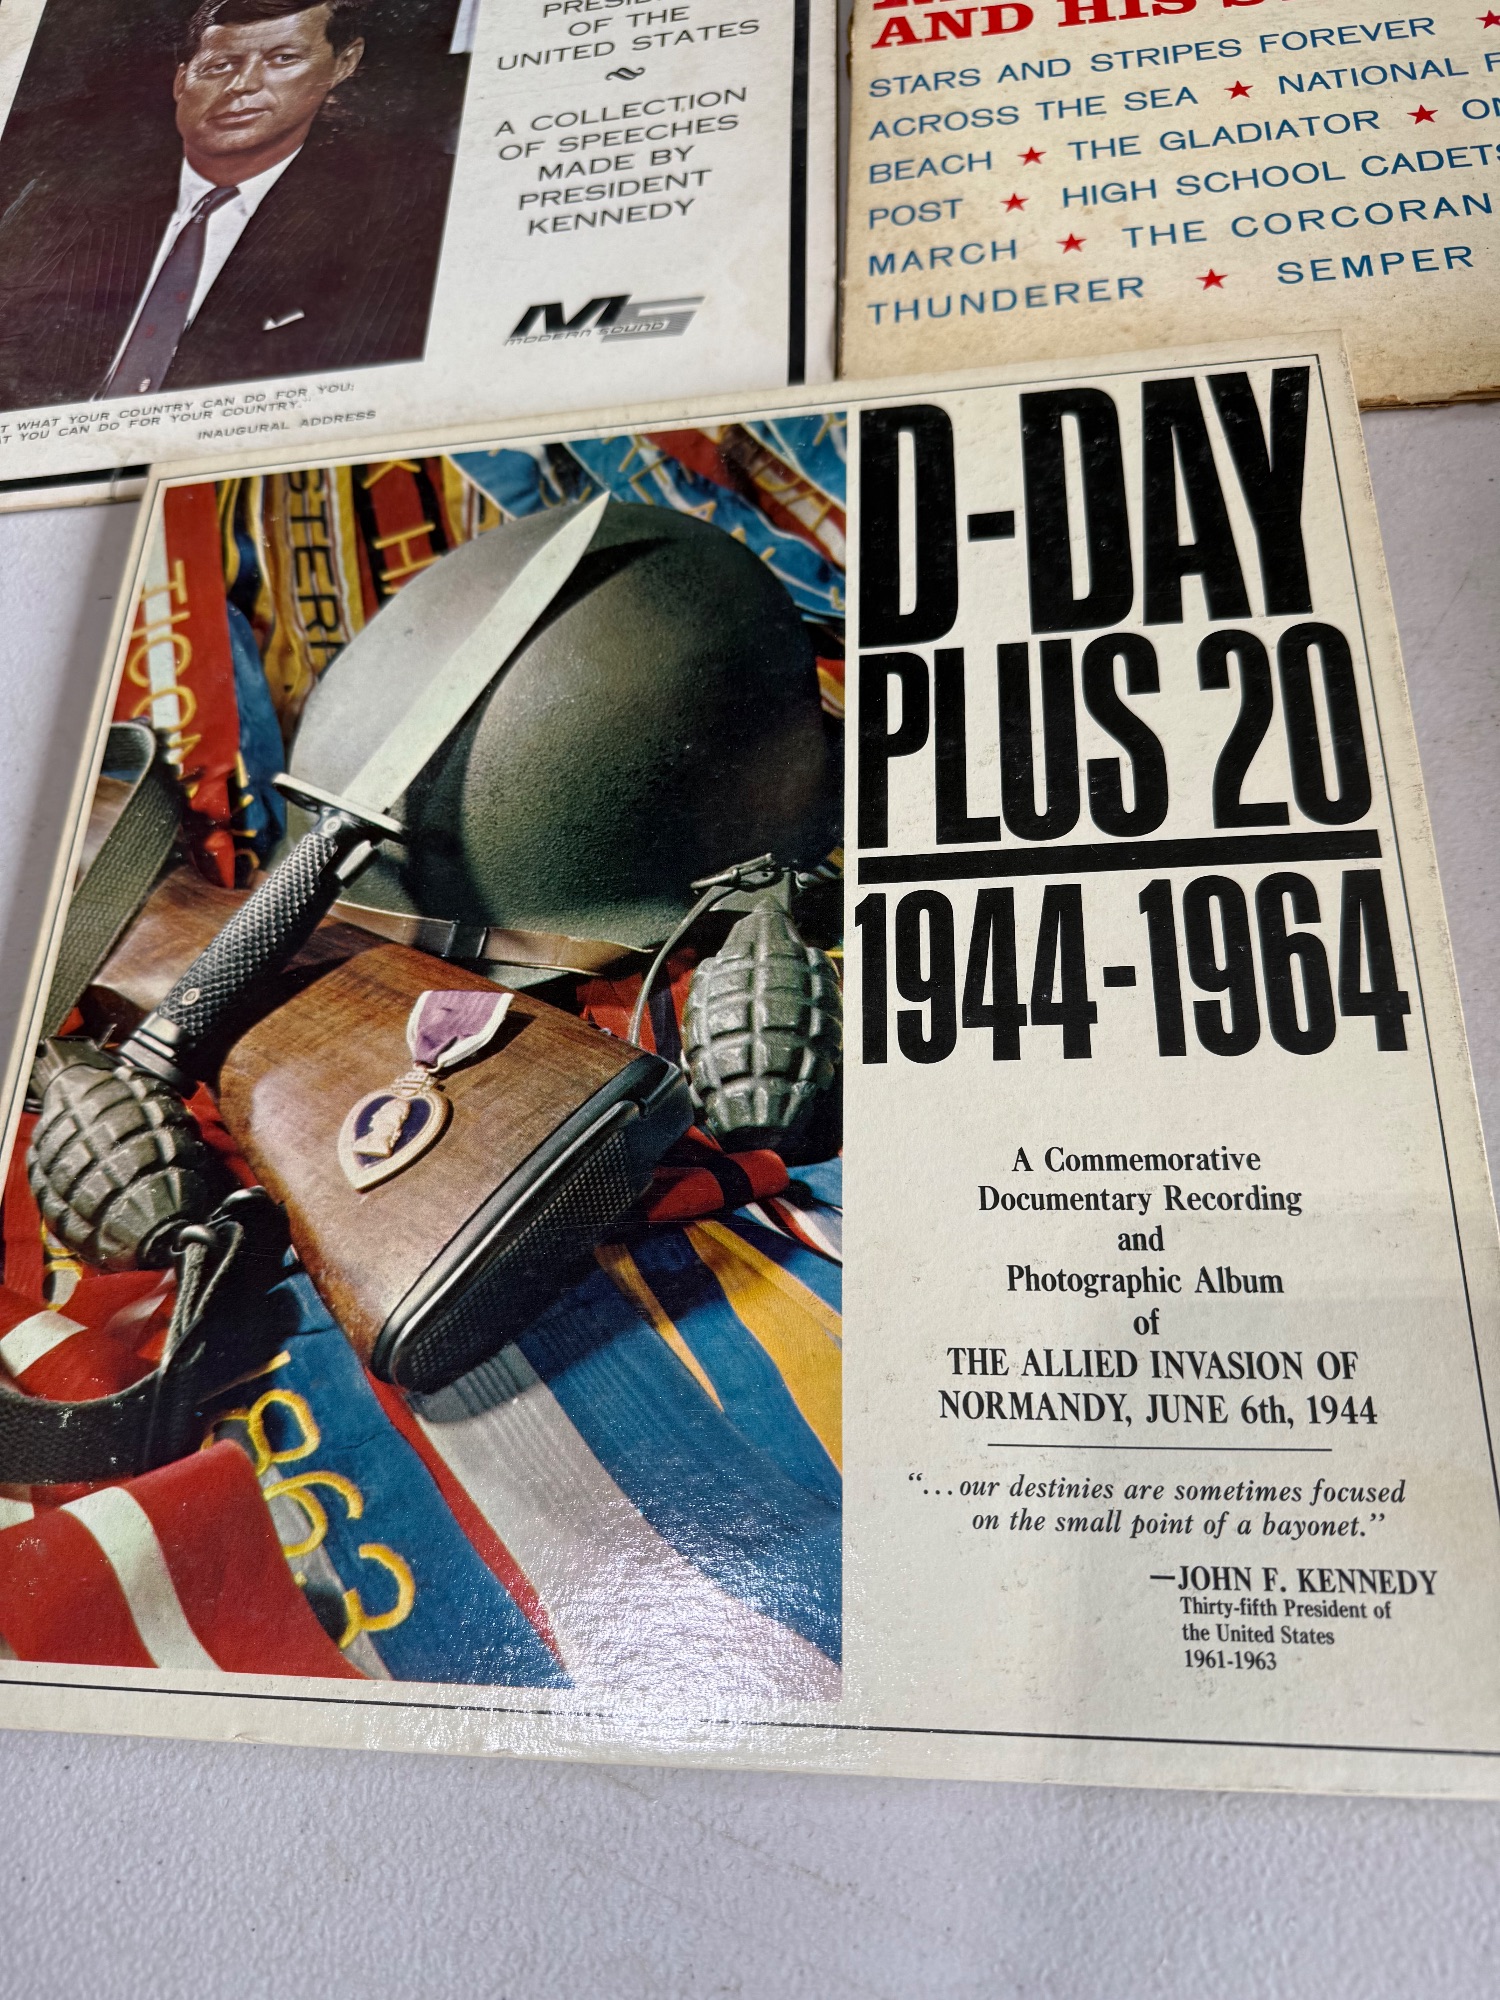 OF THE
UNITED STATES
A COLLECTION
OF SPEECHES
MADE BY
PRESIDENT
KENNEDY
MS
MODERN SOUND
WHAT YOUR COUNTRY CAN DO FOR YOU;
YOU CAN DO FOR YOUR COUNTRY."
INAUGURAL ADDRESS
AND HIS
STARS AND STRIPES FOREVER ★
ACROSS THE SEA ★ NATIONAL
BEACH ★ THE GLADIATOR ★
POST ★ HIGH SCHOOL CADETS
MARCH ★ THE CORCORAN
THUNDERER ★ SEMPER
D-DAY
PLUS 20
1944-1964
A Commemorative
Documentary Recording
and
Photographic Album
of
THE ALLIED INVASION OF
NORMANDY, JUNE 6th, 1944
“...our destinies are sometimes focused
on the small point of a bayonet.”
—JOHN F. KENNEDY
Thirty-fifth President of
the United States
1961-1963
1863